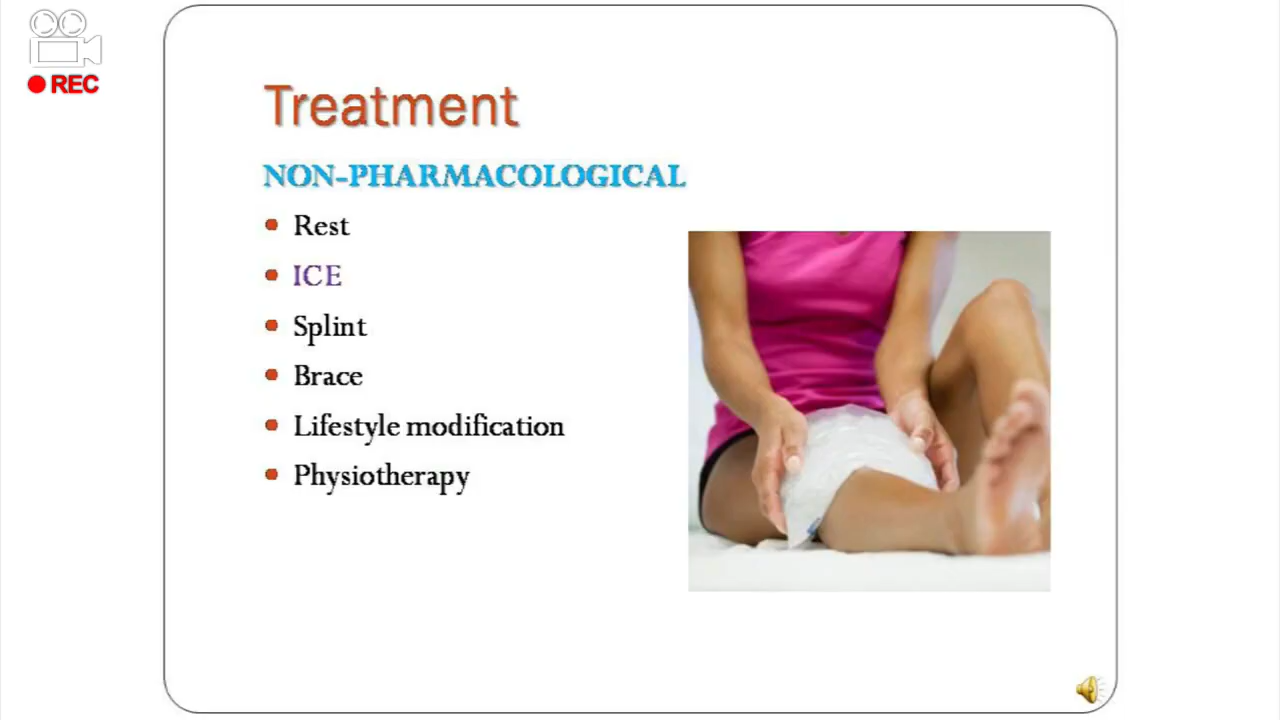 REC
Treatment
NON-PHARMACOLOGICAL
Rest
ICE
Splint
Brace
Lifestyle modification
Physiotherapy